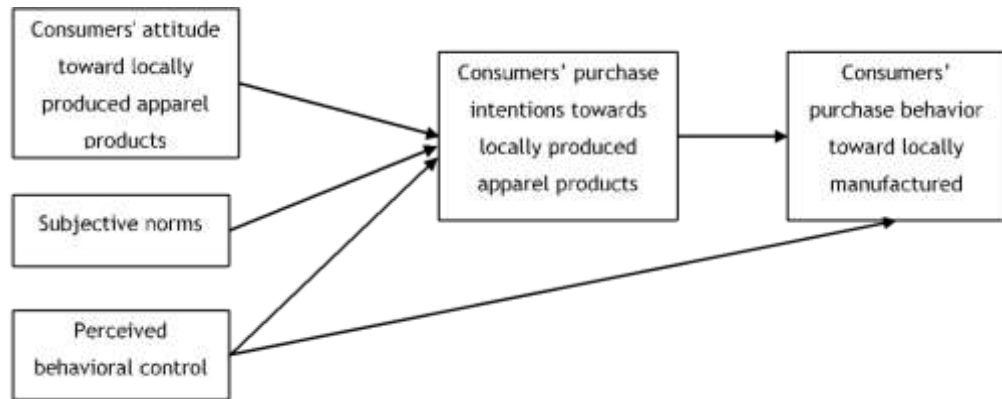 Consumers' attitude
toward locally
produced apparel
products
Subjective norms
Perceived
behavioral control
Consumers’ purchase
intentions towards
locally produced
apparel products
Consumers’
purchase behavior
toward locally
manufactured